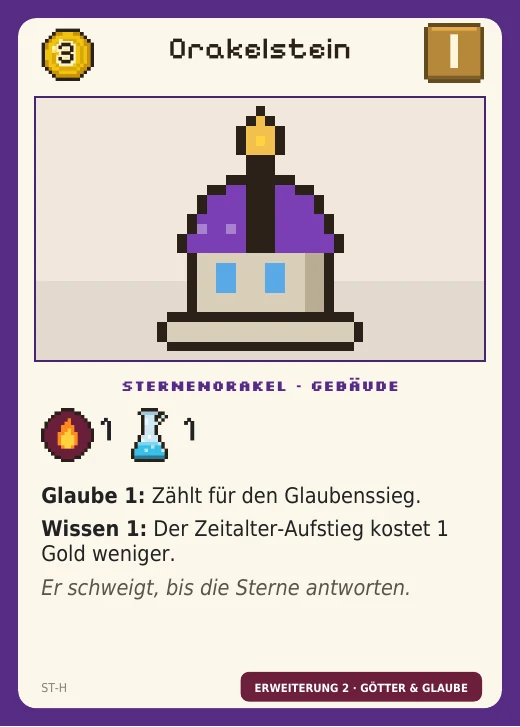 3
Orakelstein
I
STERNENORAKEL · GEBÄUDE
1
1
Glaube 1: Zählt für den Glaubenssieg.
Wissen 1: Der Zeitalter-Aufstieg kostet 1
Gold weniger.
Er schweigt, bis die Sterne antworten.
ST-H
ERWEITERUNG 2 · GÖTTER & GLAUBE